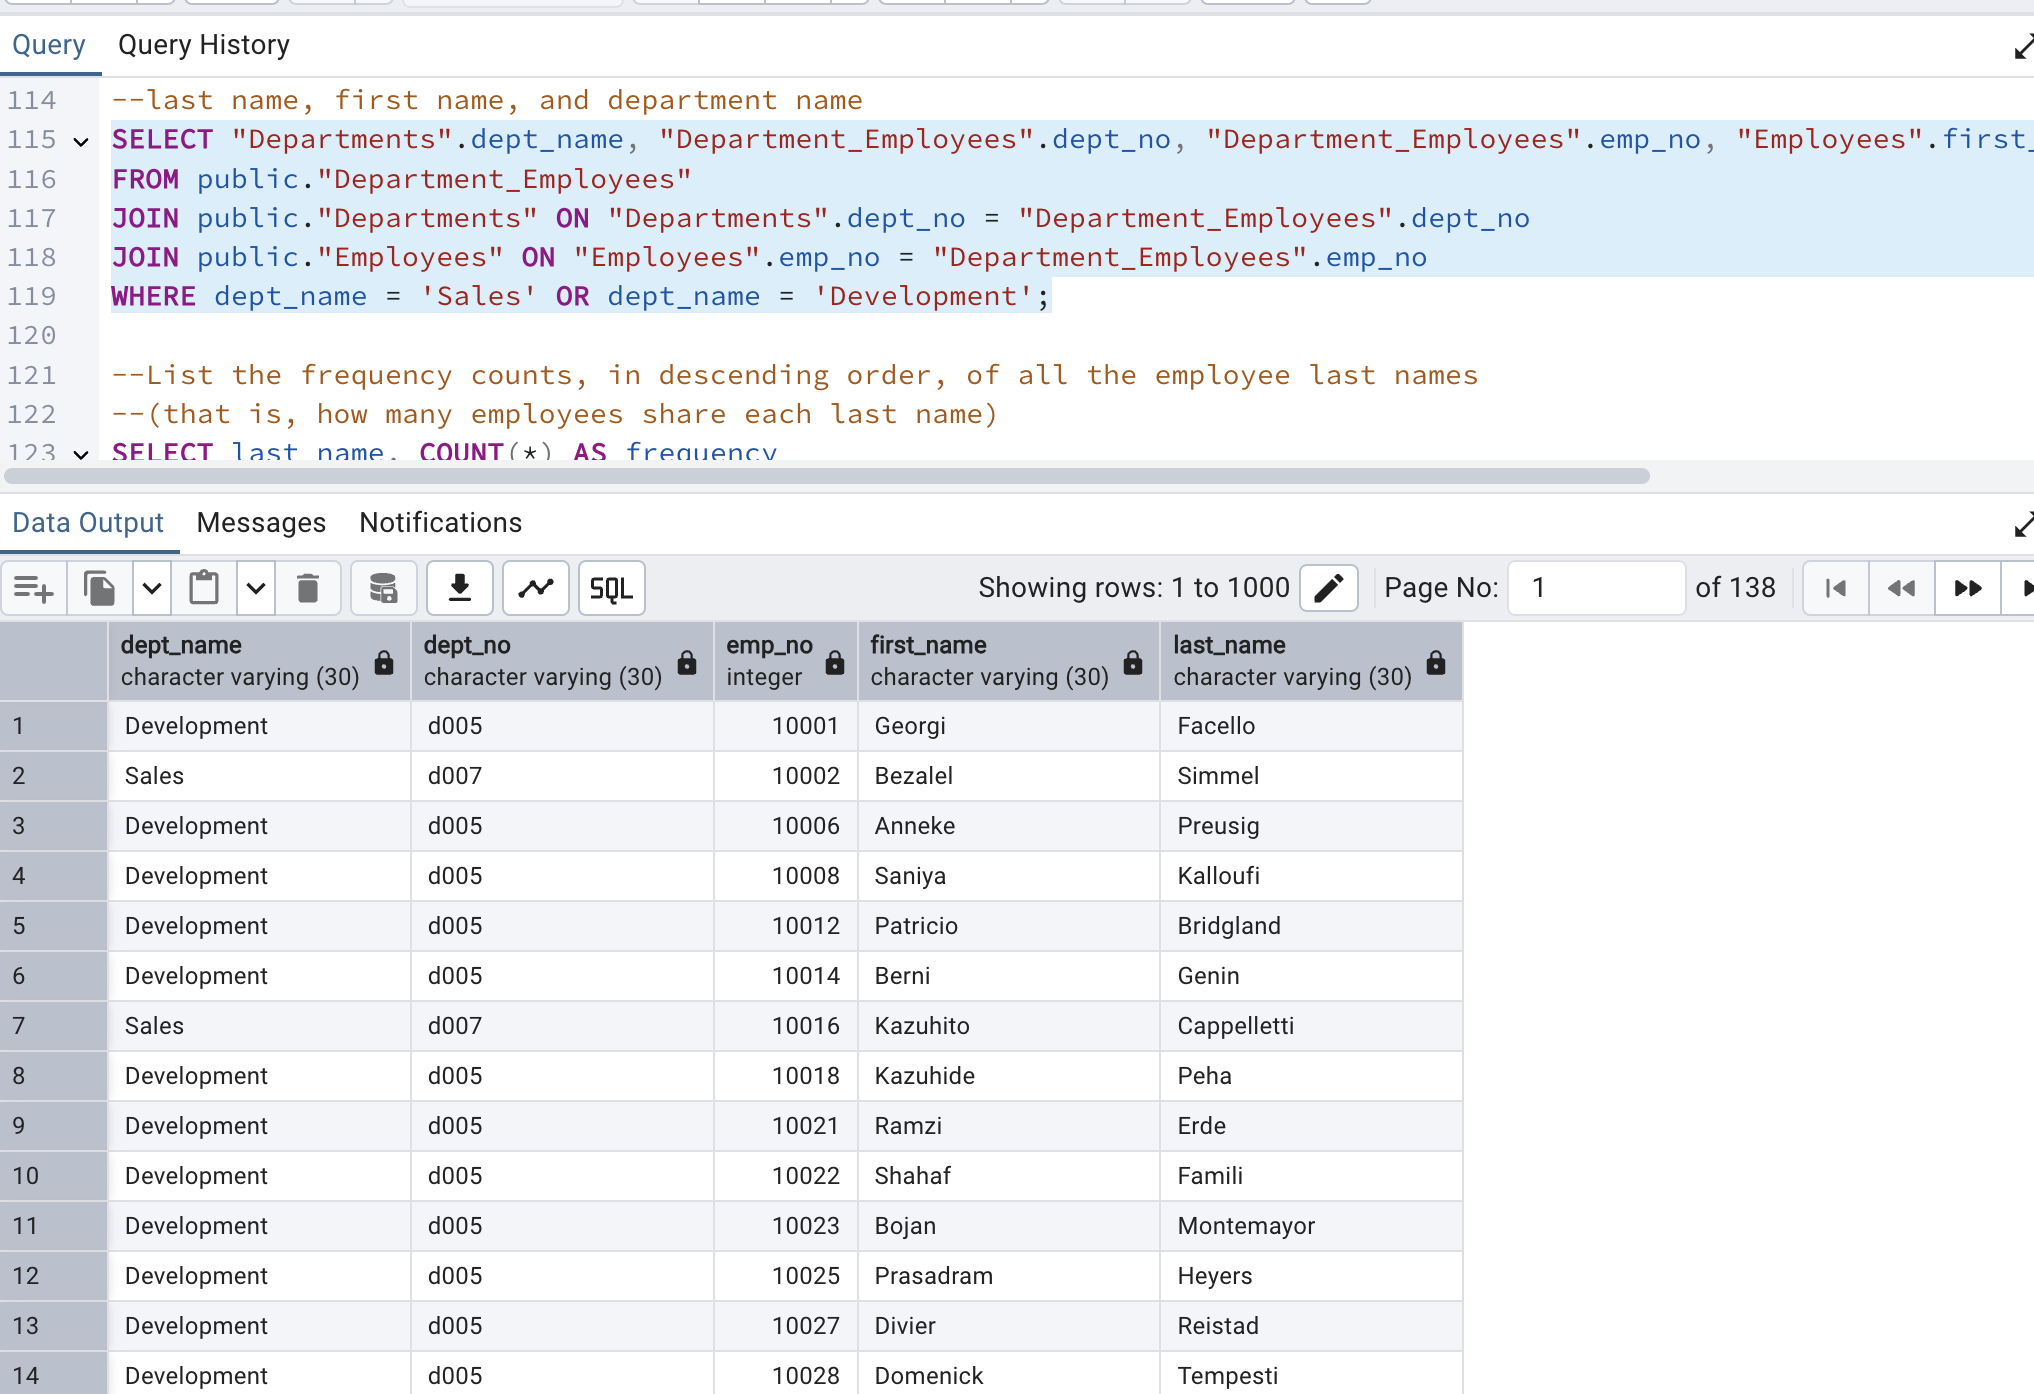 Query Query History
114 --last name, first name, and department name
115 SELECT "Departments".dept_name, "Department_Employees".dept_no, "Department_Employees".emp_no, "Employees".first_
116 FROM public."Department_Employees"
117 JOIN public."Departments" ON "Departments".dept_no = "Department_Employees".dept_no
118 JOIN public."Employees" ON "Employees".emp_no = "Department_Employees".emp_no
119 WHERE dept_name = 'Sales' OR dept_name = 'Development';
120
121 --List the frequency counts, in descending order, of all the employee last names
122 --(that is, how many employees share each last name)
123 SELECT last_name, COUNT(*) AS frequency
Data Output Messages Notifications
SQL Showing rows: 1 to 1000 Page No: 1 of 138
dept_name dept_no emp_no first_name last_name
character varying (30) character varying (30) integer character varying (30) character varying (30)
1 Development d005 10001 Georgi Facello
2 Sales d007 10002 Bezalel Simmel
3 Development d005 10006 Anneke Preusig
4 Development d005 10008 Saniya Kalloufi
5 Development d005 10012 Patricio Bridgland
6 Development d005 10014 Berni Genin
7 Sales d007 10016 Kazuhito Cappelletti
8 Development d005 10018 Kazuhide Peha
9 Development d005 10021 Ramzi Erde
10 Development d005 10022 Shahaf Famili
11 Development d005 10023 Bojan Montemayor
12 Development d005 10025 Prasadram Heyers
13 Development d005 10027 Divier Reistad
14 Development d005 10028 Domenick Tempesti